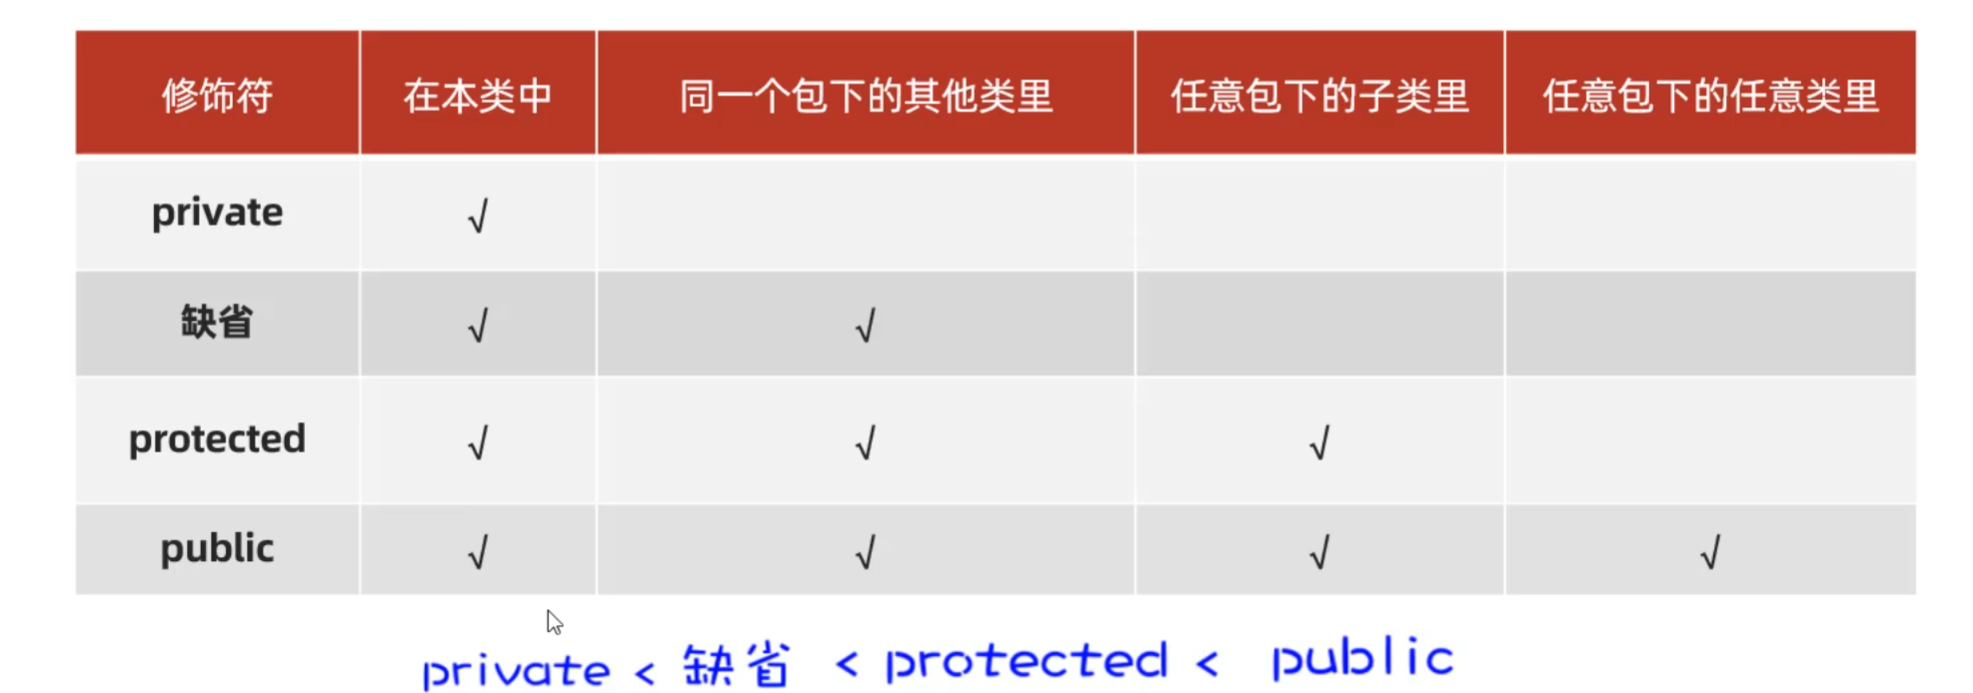 修饰符 在本类中 同一个包下的其他类里 任意包下的子类里 任意包下的任意类里
private √
缺省 √ √
protected √ √ √
public √ √ √ √
private < 缺省 < protected < public